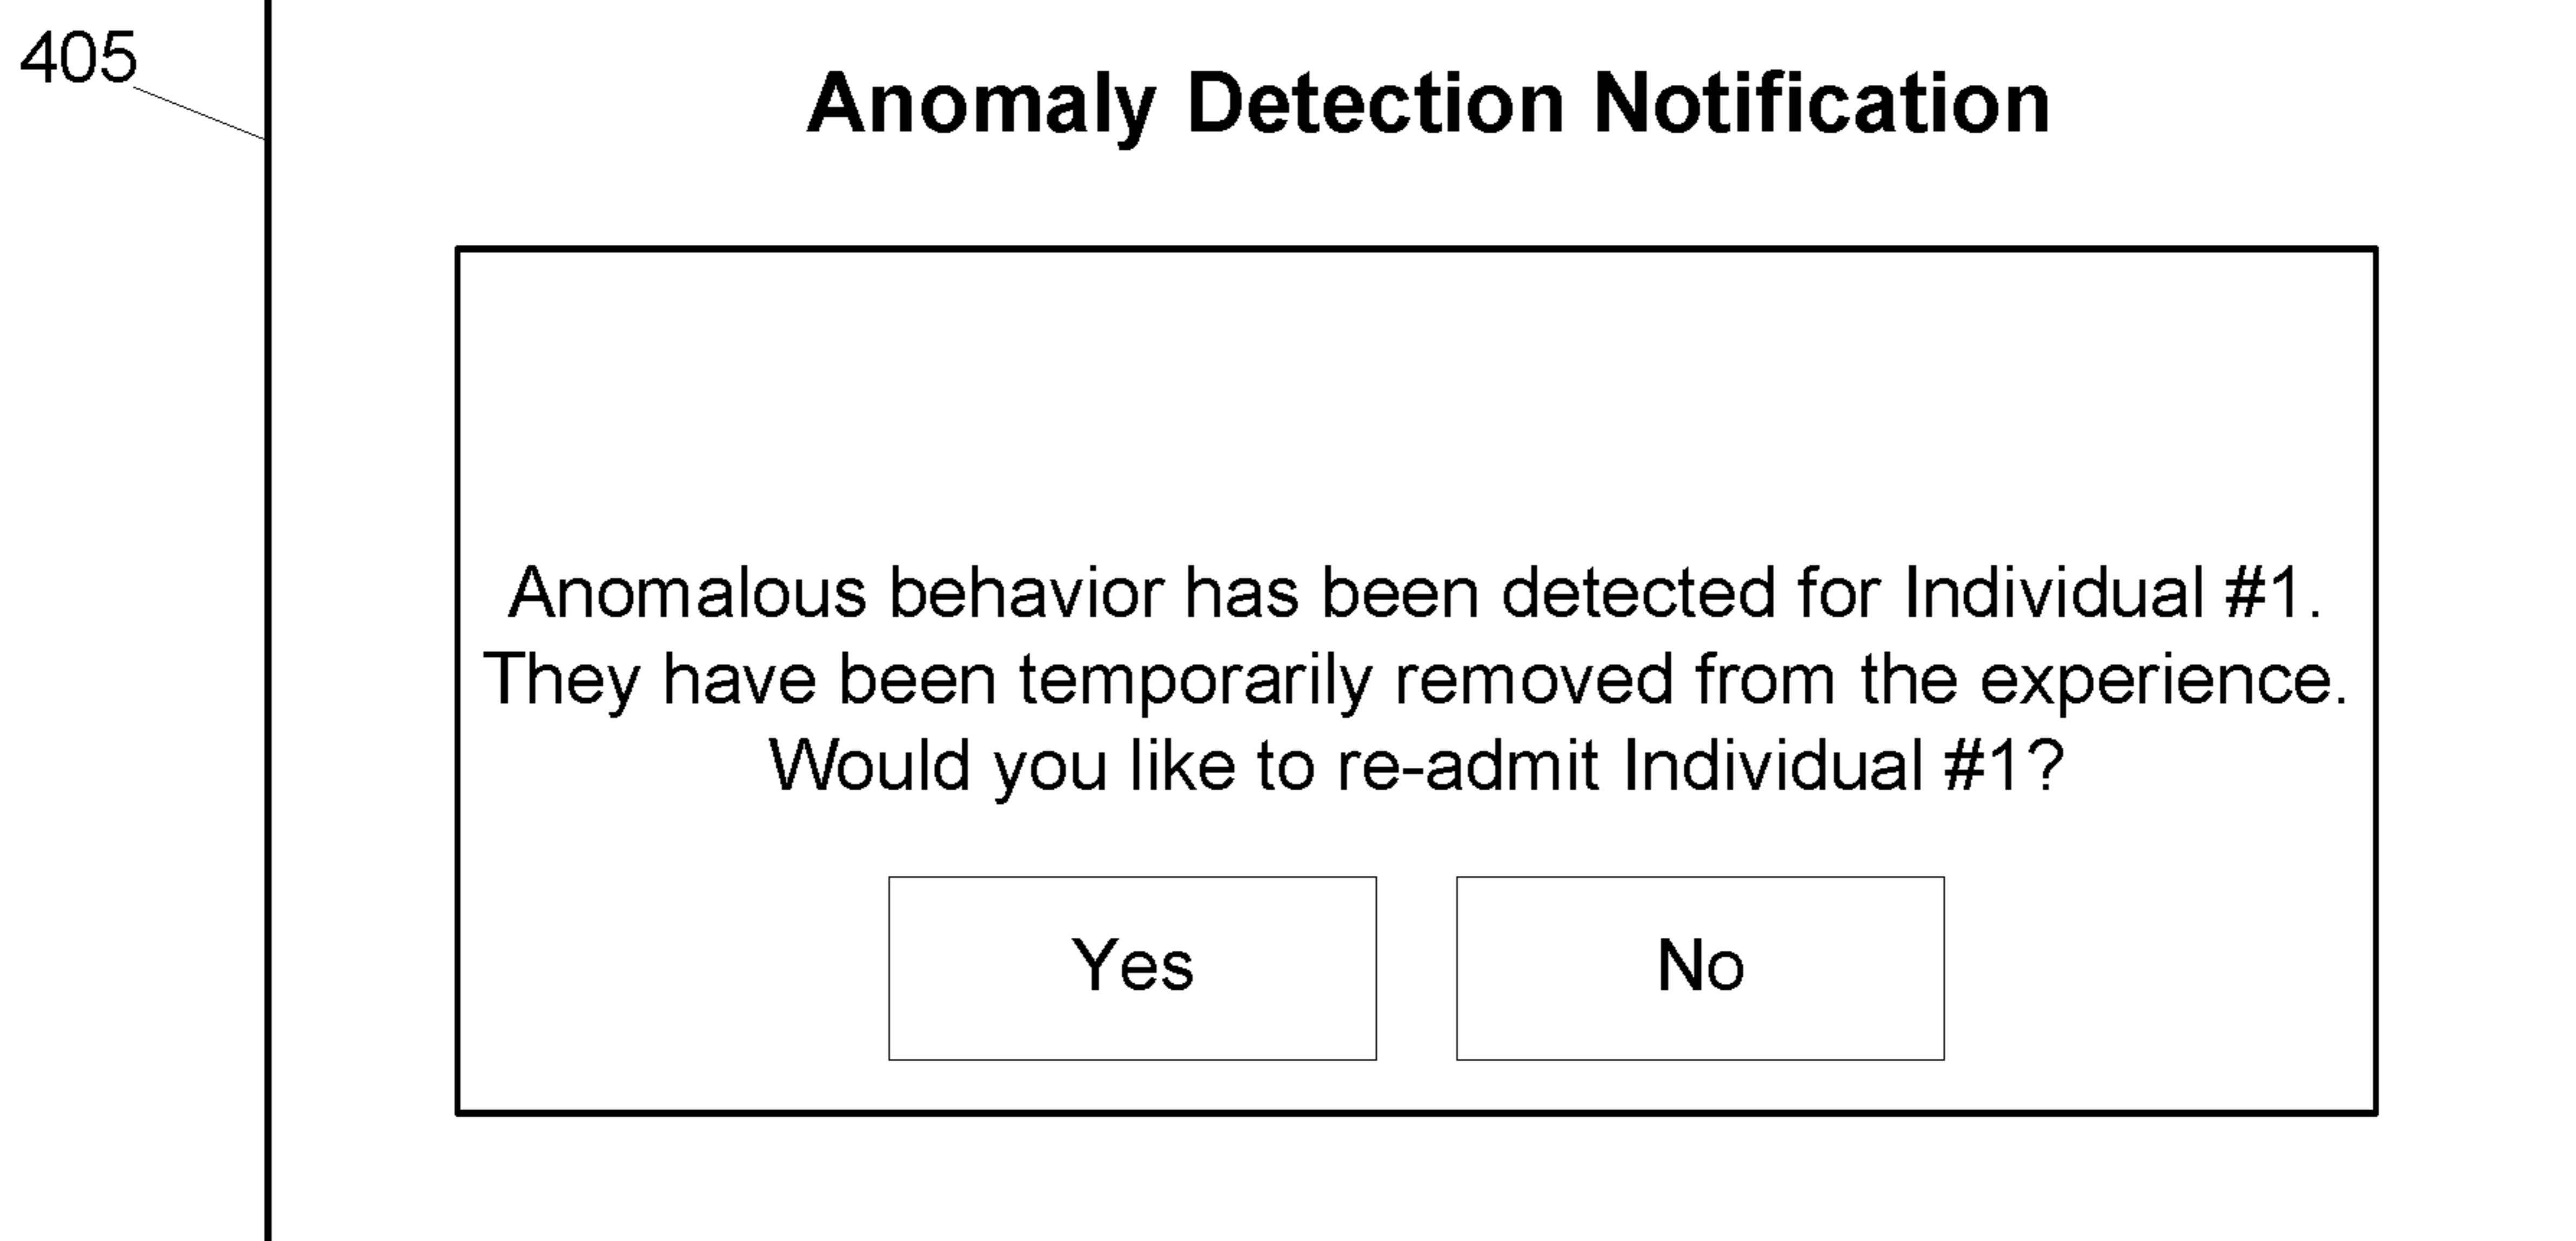 405
Anomaly Detection Notification
Anomalous behavior has been detected for Individual #1.
They have been temporarily removed from the experience.
Would you like to re-admit Individual #1?
Yes
No